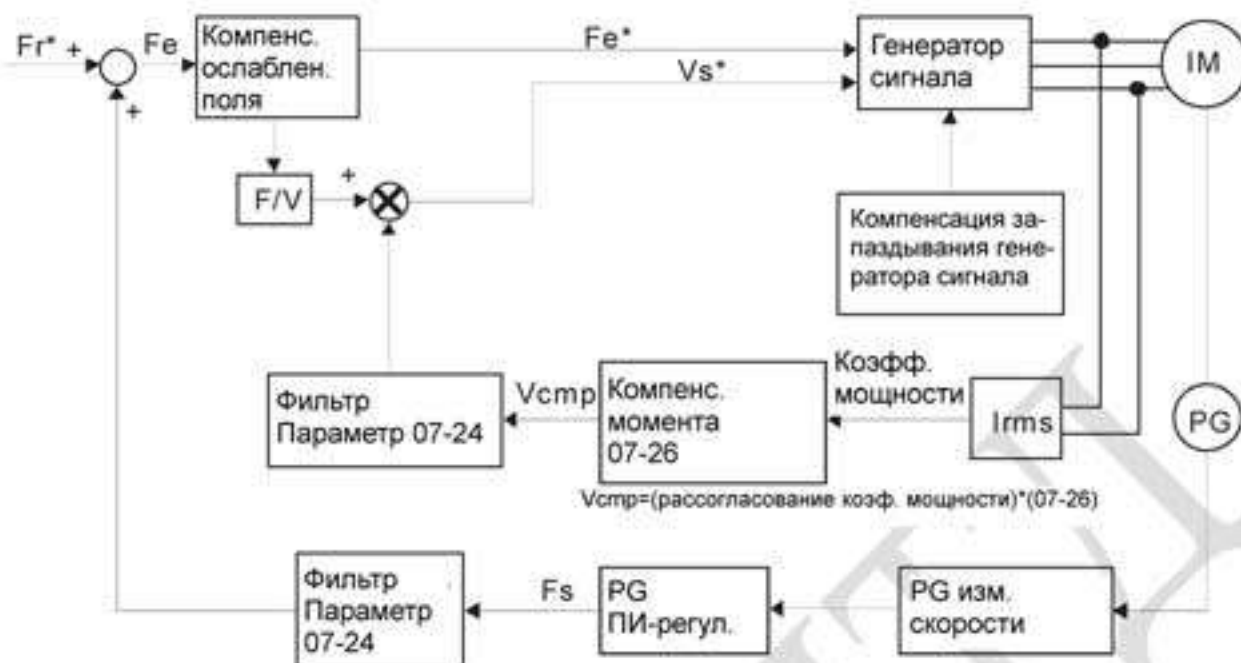 Fr* +
Fe
Компенс.
ослаблен.
поля
Fe*
Vs*
Генератор
сигнала
IM
+
F/V
+
Компенсация за-
паздывания гене-
ратора сигнала
Фильтр
Параметр 07-24
Vcmp
Компенс.
момента
07-26
Коэфф.
мощности
Irms
PG
Vcmp=(рассогласование коэф. мощности)*(07-26)
Фильтр
Параметр
07-24
Fs
PG
ПИ-регул.
PG изм.
скорости